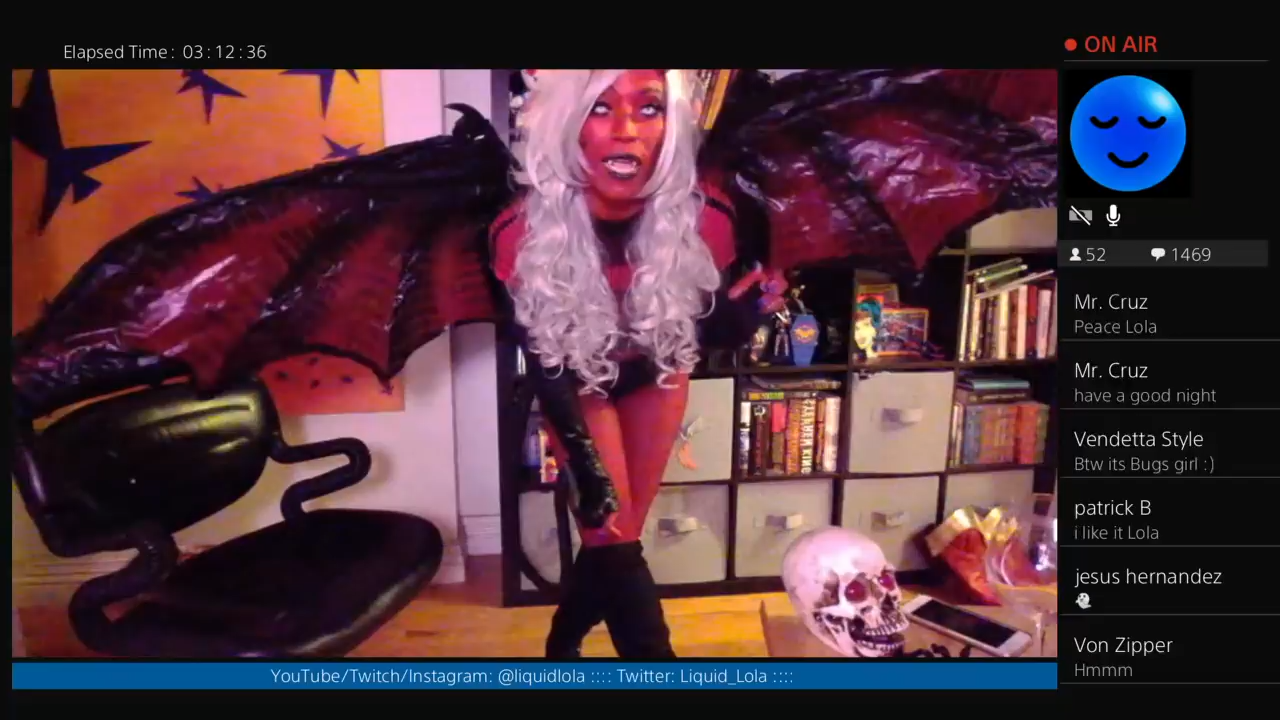 Elapsed Time: 03:12:36
ON AIR
52 1469
Mr. Cruz
Peace Lola
Mr. Cruz
have a good night
Vendetta Style
Btw its Bugs girl :)
patrick B
i like it Lola
jesus hernandez
Von Zipper
Hmmm
STEPHEN KING
YouTube/Twitch/Instagram: @liquidlola :::: Twitter: Liquid_Lola ::::